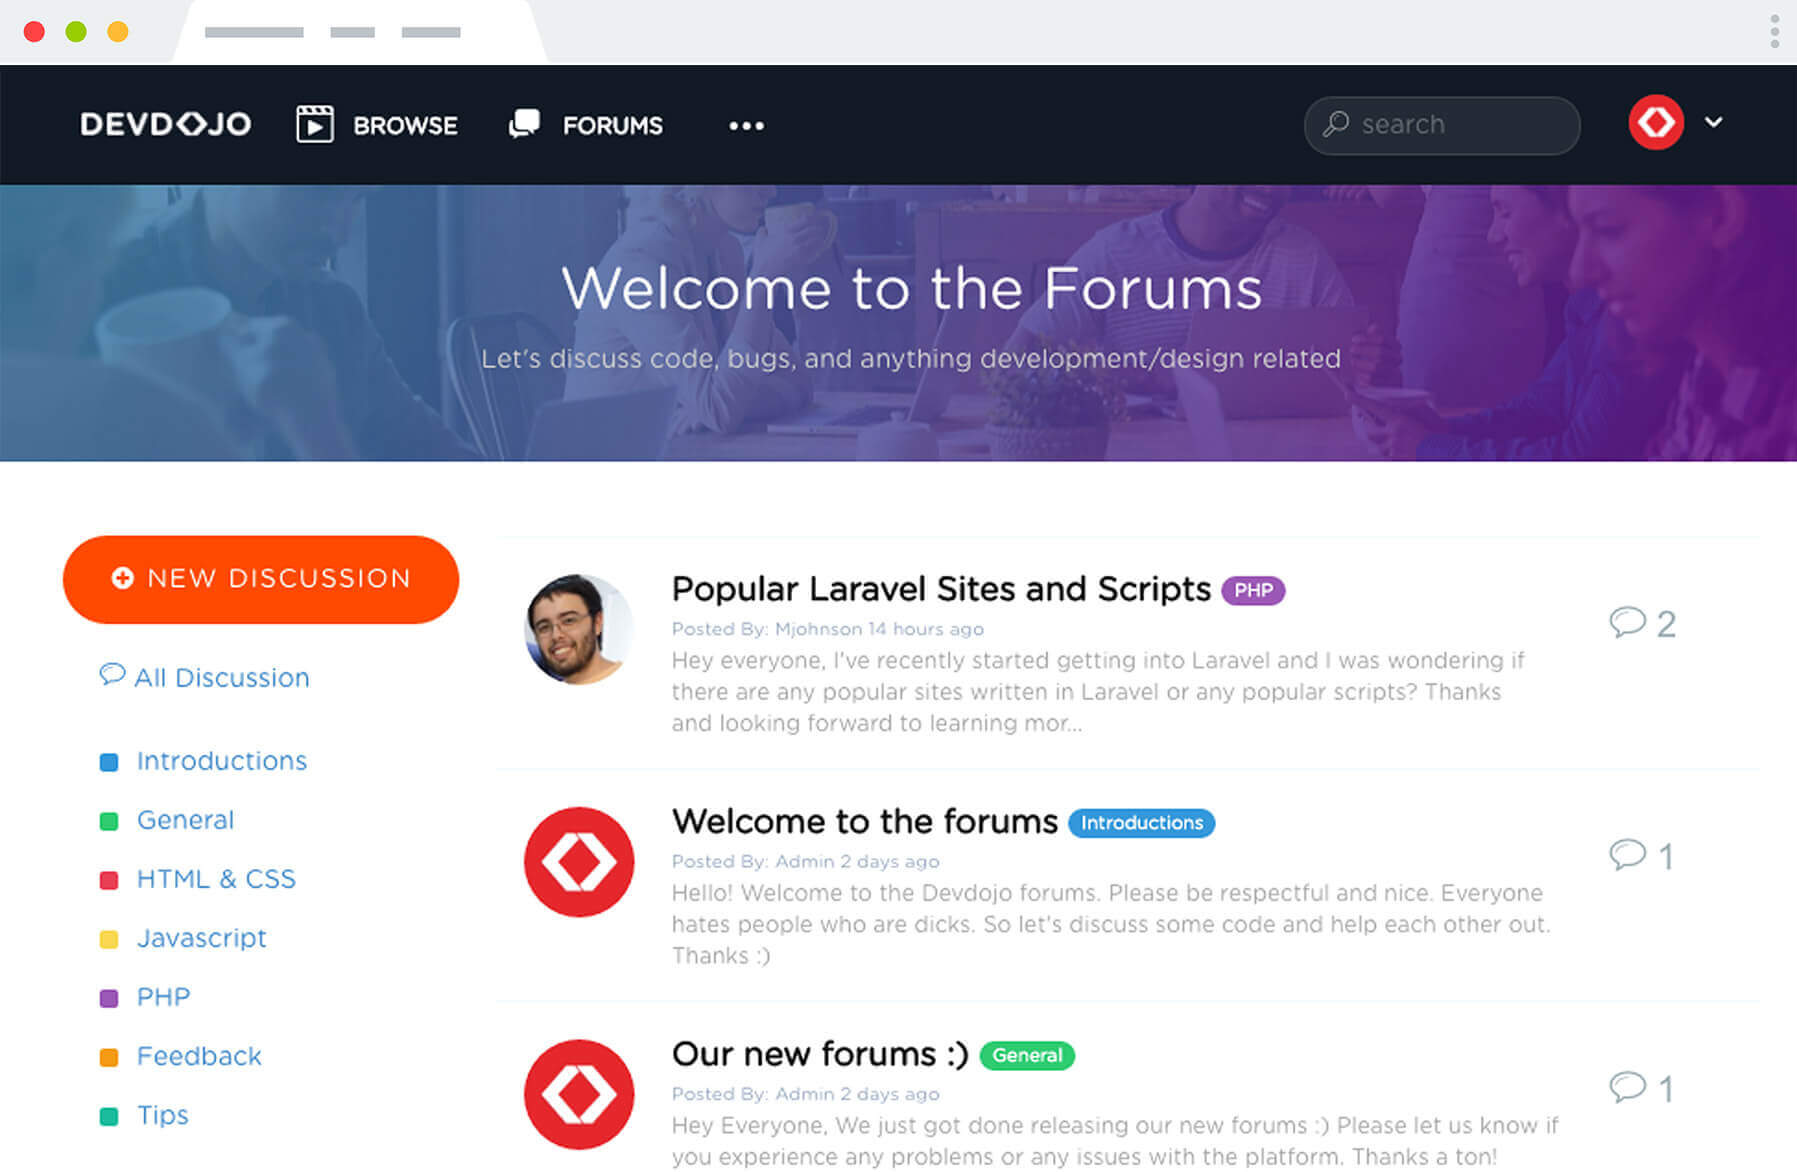 DEVDOJO BROWSE FORUMS search
Welcome to the Forums
Let's discuss code, bugs, and anything development/design related
NEW DISCUSSION
All Discussion
Introductions
General
HTML & CSS
Javascript
PHP
Feedback
Tips
Popular Laravel Sites and Scripts PHP
Posted By: Mjohnson 14 hours ago
Hey everyone, I've recently started getting into Laravel and I was wondering if
there are any popular sites written in Laravel or any popular scripts? Thanks
and looking forward to learning mor...
2
Welcome to the forums Introductions
Posted By: Admin 2 days ago
Hello! Welcome to the Devdojo forums. Please be respectful and nice. Everyone
hates people who are dicks. So let's discuss some code and help each other out.
Thanks :)
1
Our new forums :) General
Posted By: Admin 2 days ago
Hey Everyone, We just got done releasing our new forums :) Please let us know if
you experience any problems or any issues with the platform. Thanks a ton!
1